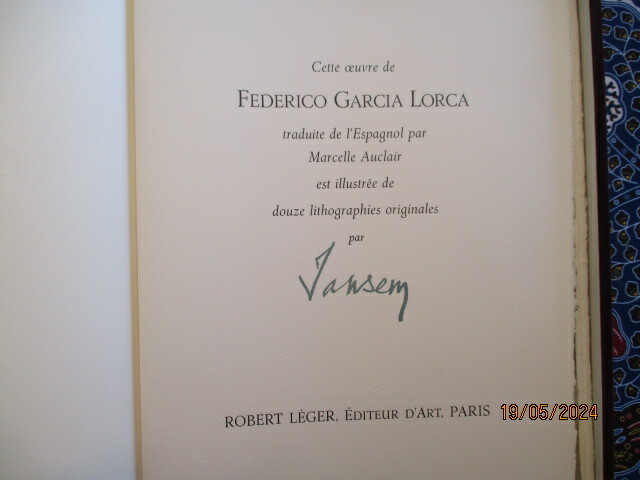 Cette œuvre de
FEDERICO GARCIA LORCA
traduite de l'Espagnol par
Marcelle Auclair
est illustrée de
douze lithographies originales
par
Jansem
ROBERT LÉGER, ÉDITEUR D'ART, PARIS
19/05/2024